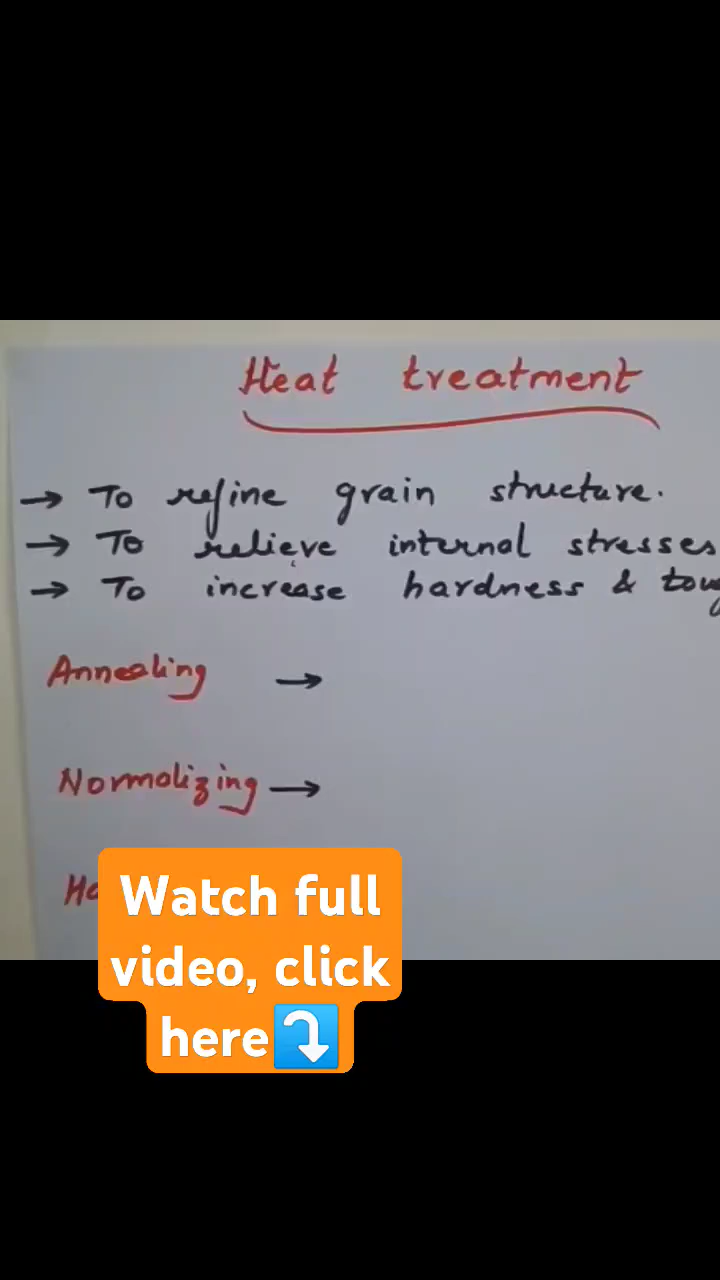 Heat treatment
→ To refine grain structure.
→ To relieve internal stresses
→ To increase hardness &
Annealing →
Normalizing →
Watch full
video, click
here⤵